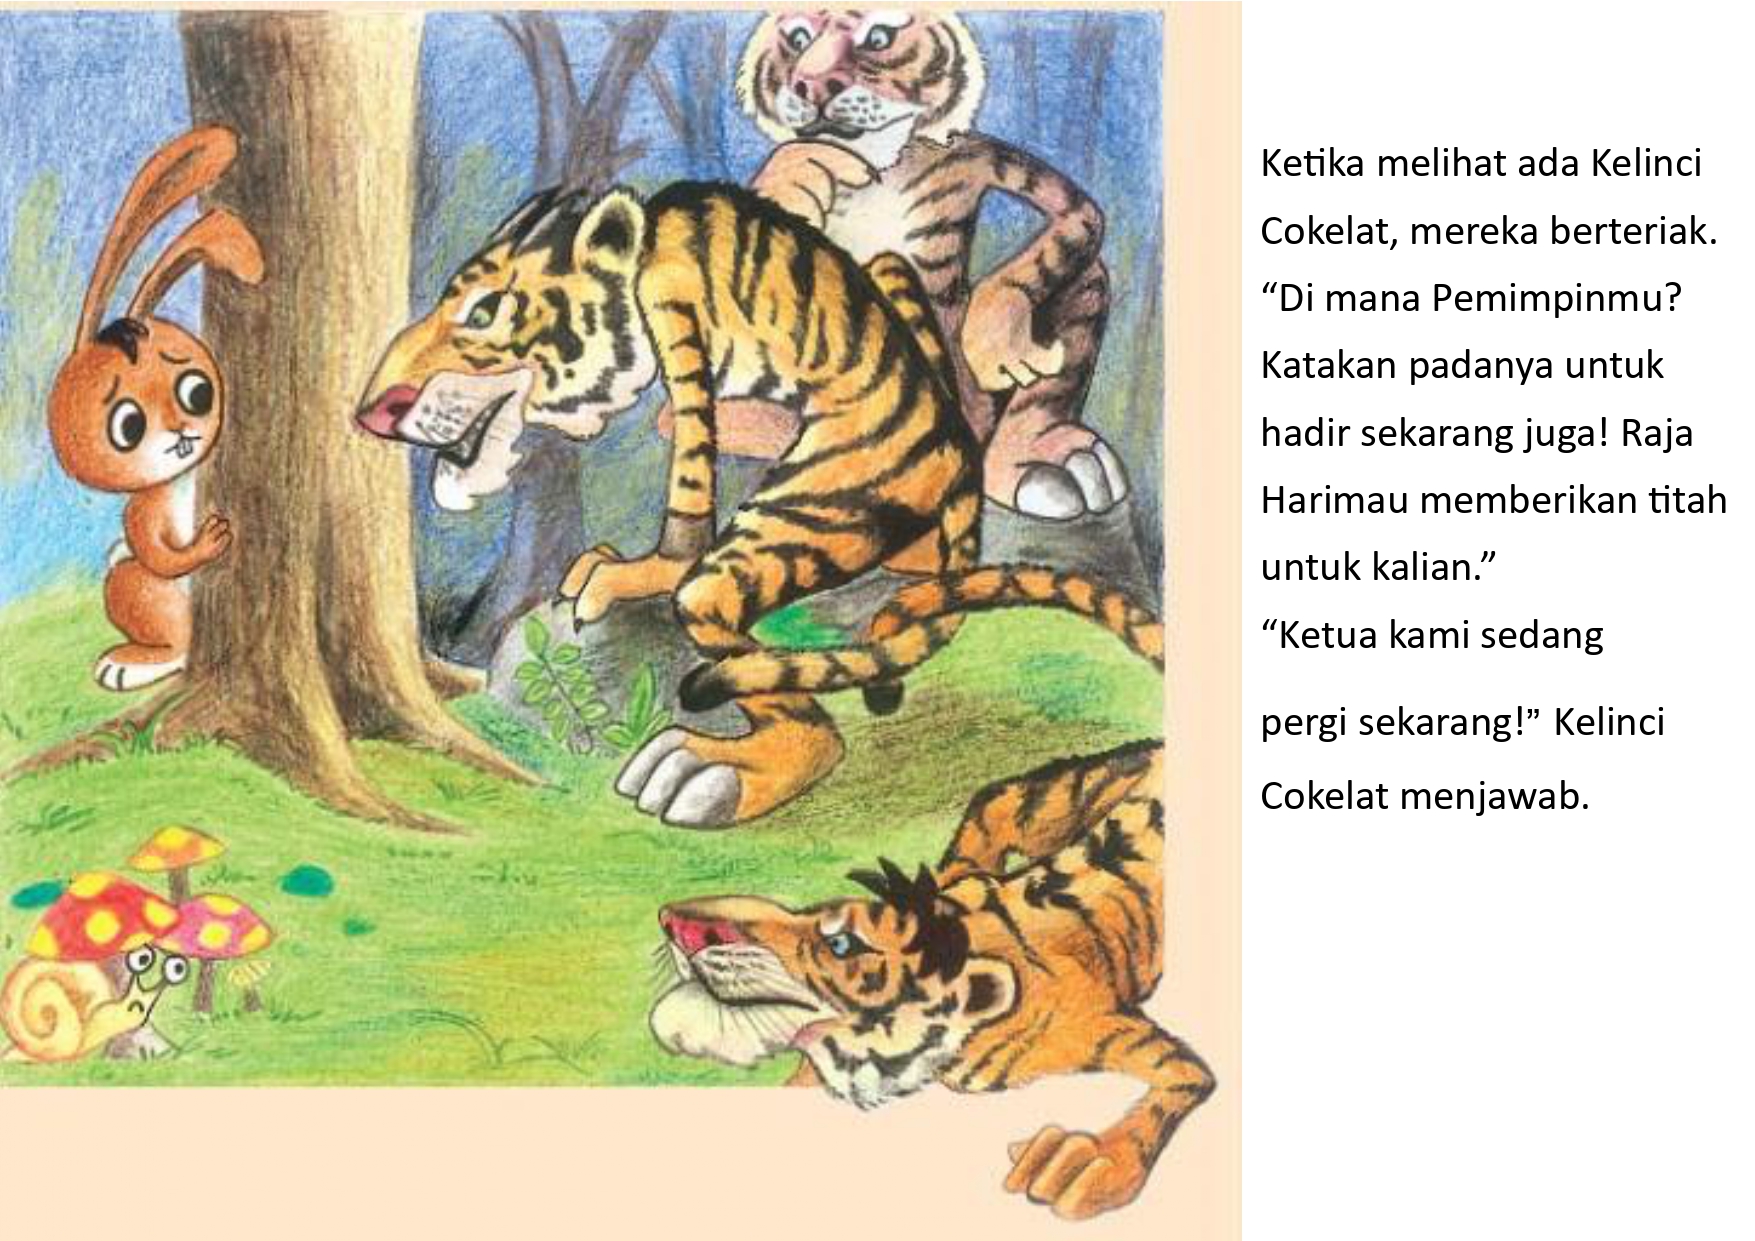 Ketika melihat ada Kelinci
Cokelat, mereka berteriak.
“Di mana Pemimpinmu?
Katakan padanya untuk
hadir sekarang juga! Raja
Harimau memberikan titah
untuk kalian.”
“Ketua kami sedang
pergi sekarang!” Kelinci
Cokelat menjawab.